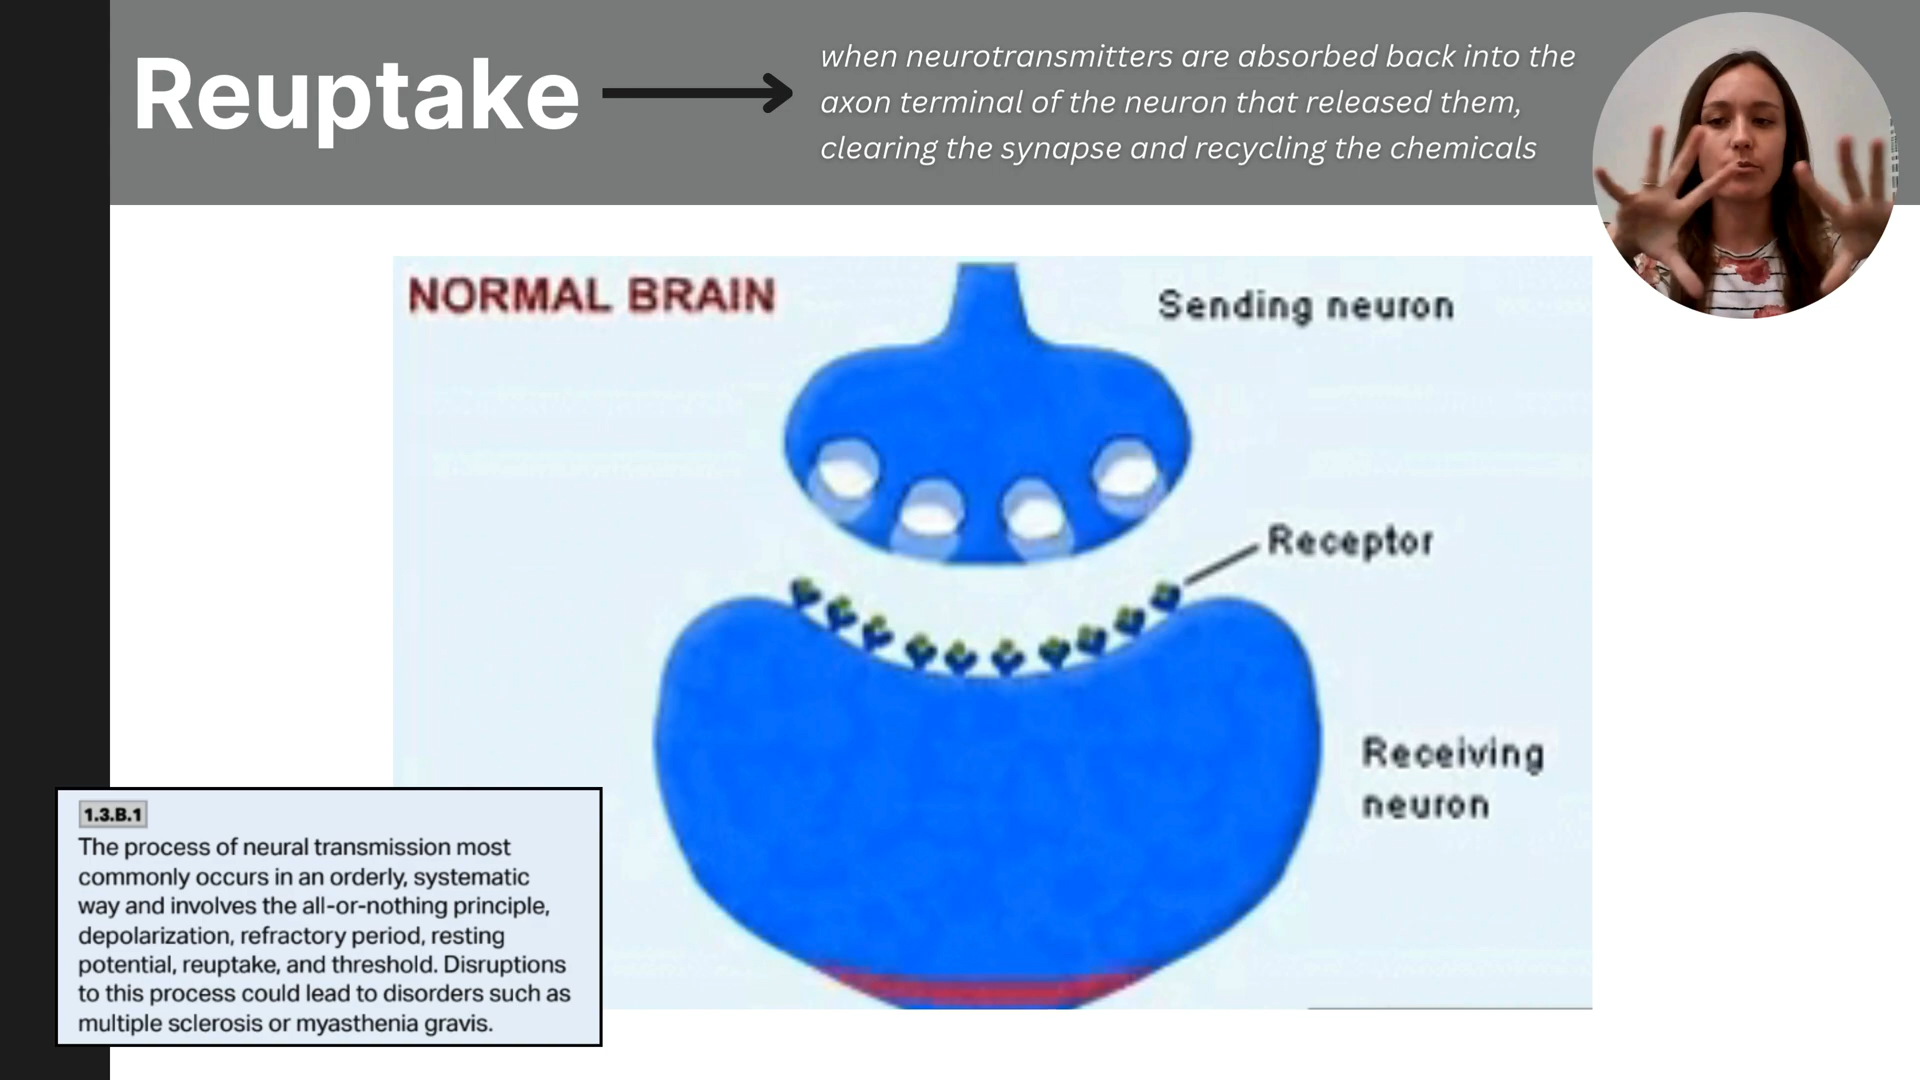 Reuptake
when neurotransmitters are absorbed back into the
axon terminal of the neuron that released them,
clearing the synapse and recycling the chemicals
NORMAL BRAIN
Sending neuron
Receptor
Receiving
neuron
1.3.B.1
The process of neural transmission most
commonly occurs in an orderly, systematic
way and involves the all-or-nothing principle,
depolarization, refractory period, resting
potential, reuptake, and threshold. Disruptions
to this process could lead to disorders such as
multiple sclerosis or myasthenia gravis.